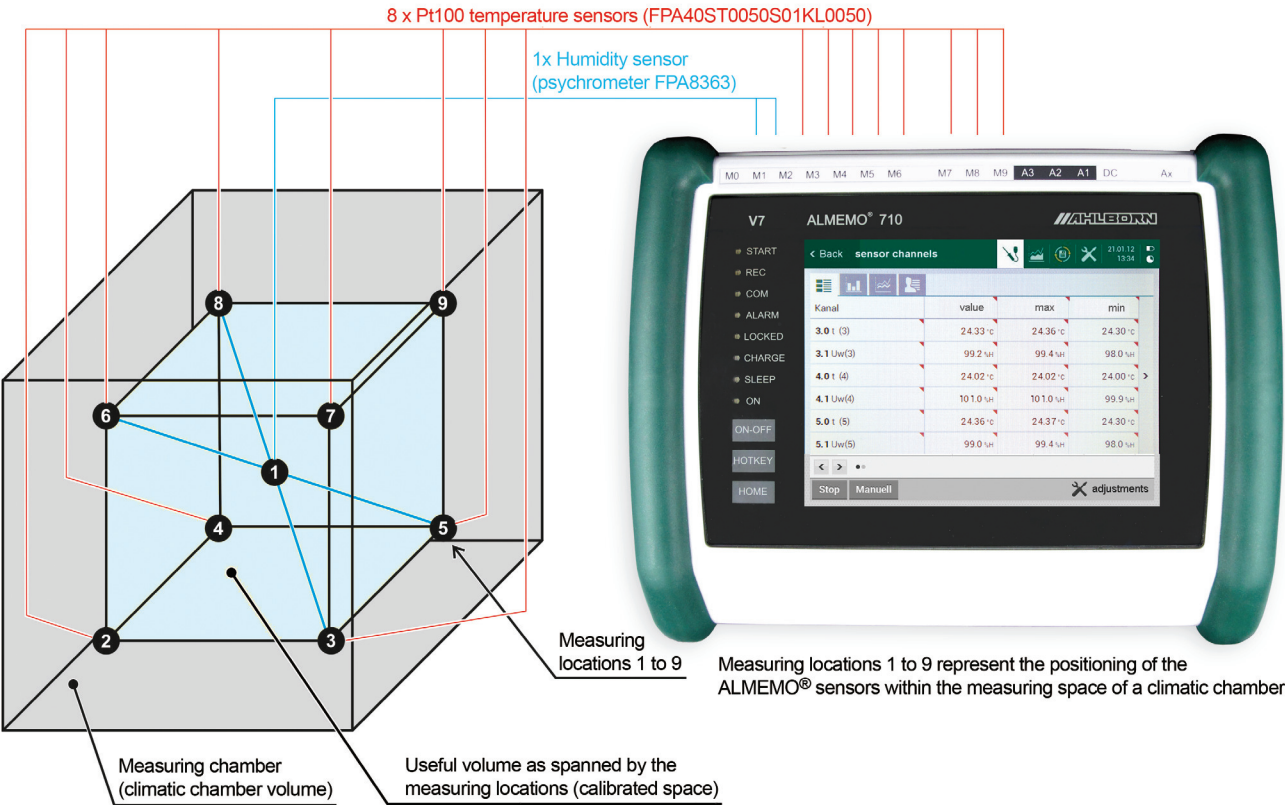 8 x Pt100 temperature sensors (FPA40ST0050S01KL0050)
1x Humidity sensor
(psychrometer FPA8363)
M0 M1 M2 M3 M4 M5 M6 M7 M8 M9 A3 A2 A1 DC Ax
V7 ALMEMO® 710 AHLBORN
START
REC
COM
ALARM
LOCKED
CHARGE
SLEEP
ON
ON-OFF
HOTKEY
HOME
< Back sensor channels 21.01.12
13:34
Kanal value max min
3.0 t (3) 24.33 °C 24.36 °C 24.30 °C
3.1 Uw(3) 99.2 %H 99.4 %H 98.0 %H
4.0 t (4) 24.02 °C 24.02 °C 24.00 °C >
4.1 Uw(4) 101.0 %H 101.0 %H 99.9 %H
5.0 t (5) 24.36 °C 24.37 °C 24.30 °C
5.1 Uw(5) 99.0 %H 99.4 %H 98.0 %H
< >
Stop Manuell adjustments
8
9
6
7
1
4
5
2
3
Measuring
locations 1 to 9
Measuring locations 1 to 9 represent the positioning of the
ALMEMO® sensors within the measuring space of a climatic chamber
Measuring chamber
(climatic chamber volume)
Useful volume as spanned by the
measuring locations (calibrated space)